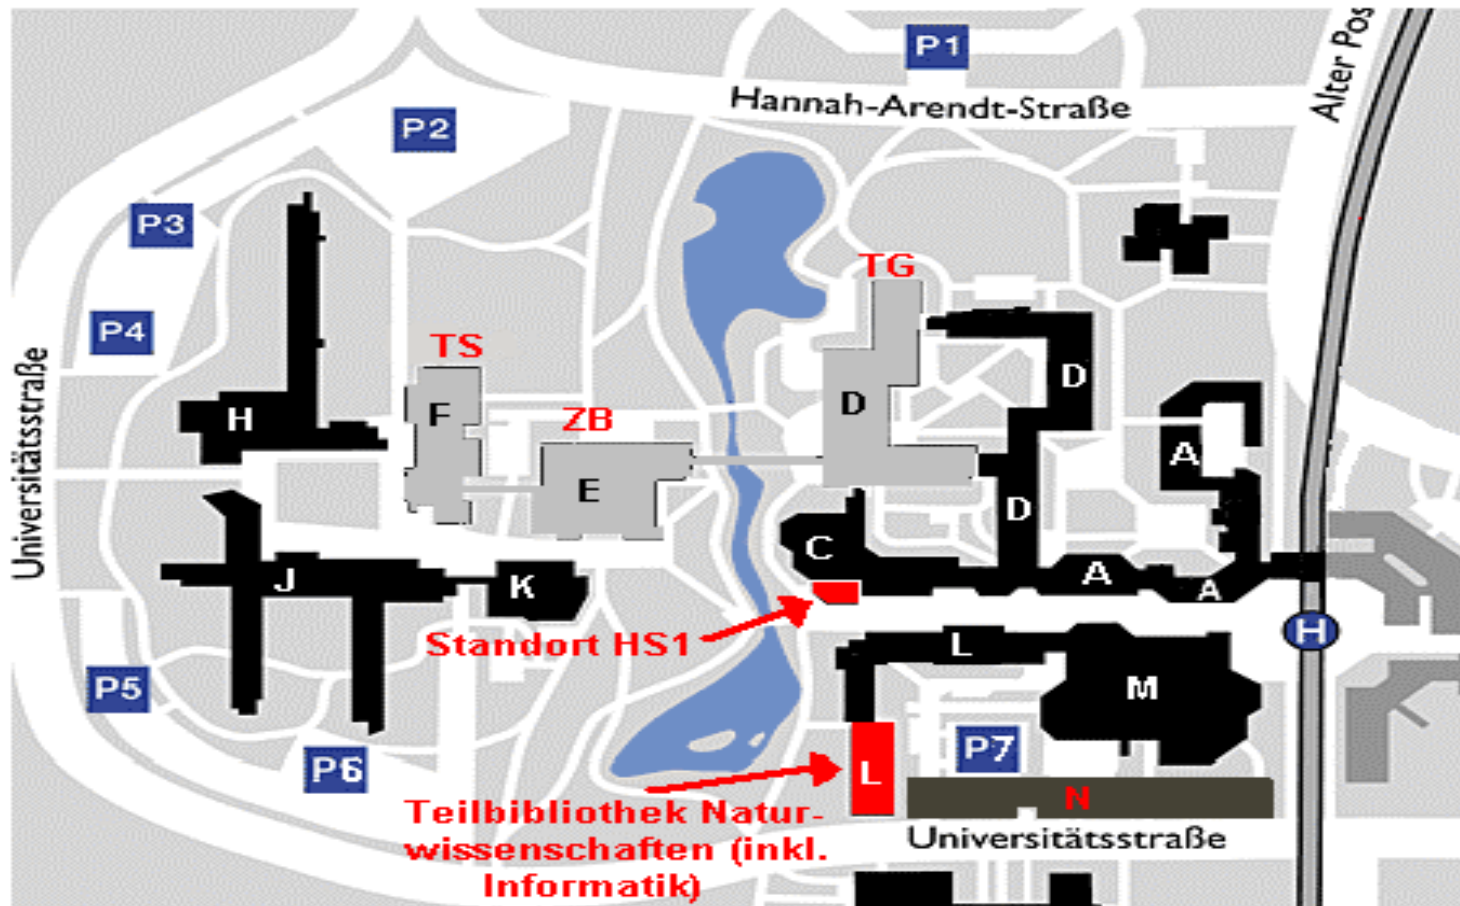 P1
Hannah-Arendt-Straße
Alter Pos
P2
P3
TG
P4
TS
Universitätsstraße
D
D
H
F
ZB
D
A
E
D
C
J
K
A
A
Standort HS1
L
H
P5
M
P6
P7
L
N
Teilbibliothek Natur-
wissenschaften (inkl.
Informatik)
Universitätsstraße